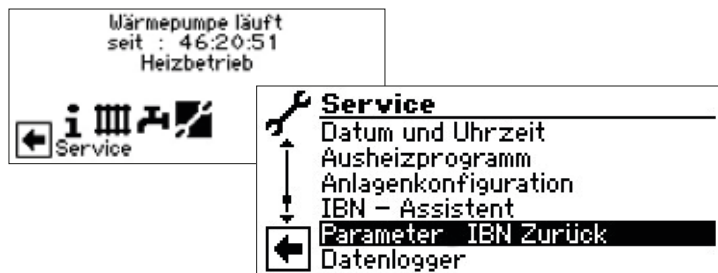 Wärmepumpe läuft
seit : 46:20:51
Heizbetrieb
Service
Service
Datum und Uhrzeit
Ausheizprogramm
Anlagenkonfiguration
IBN – Assistent
Parameter IBN Zurück
Datenlogger